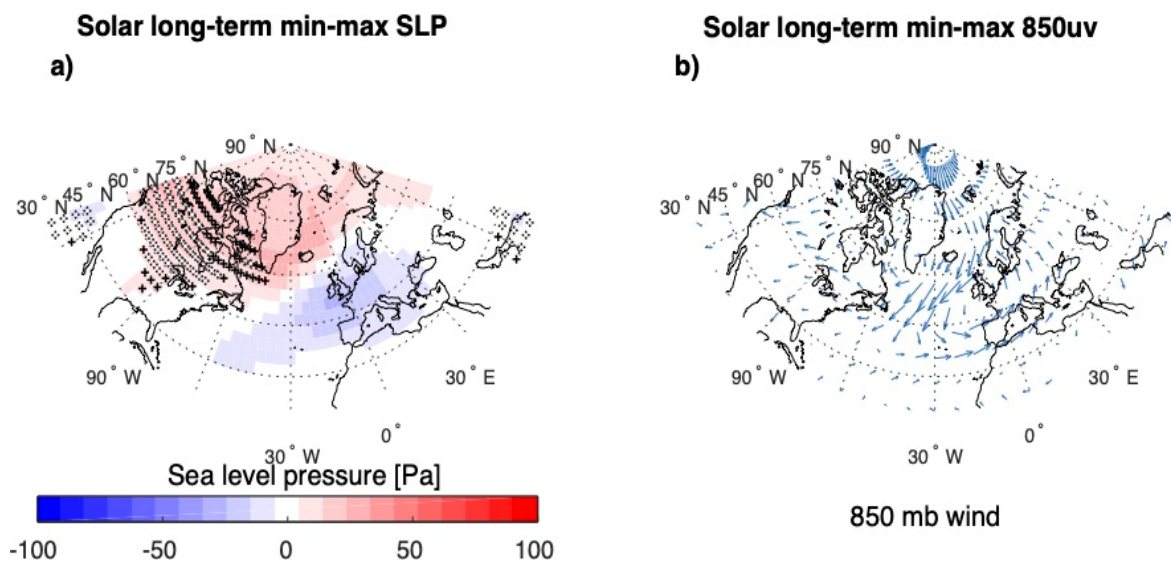 Solar long-term min-max SLP
a)
90° N
75° N
60° N
45° N
30° N
90° W
30° W
0°
30° E
Sea level pressure [Pa]
-100 -50 0 50 100
Solar long-term min-max 850uv
b)
90° N
75° N
60° N
45° N
30° N
90° W
30° W
0°
30° E
850 mb wind